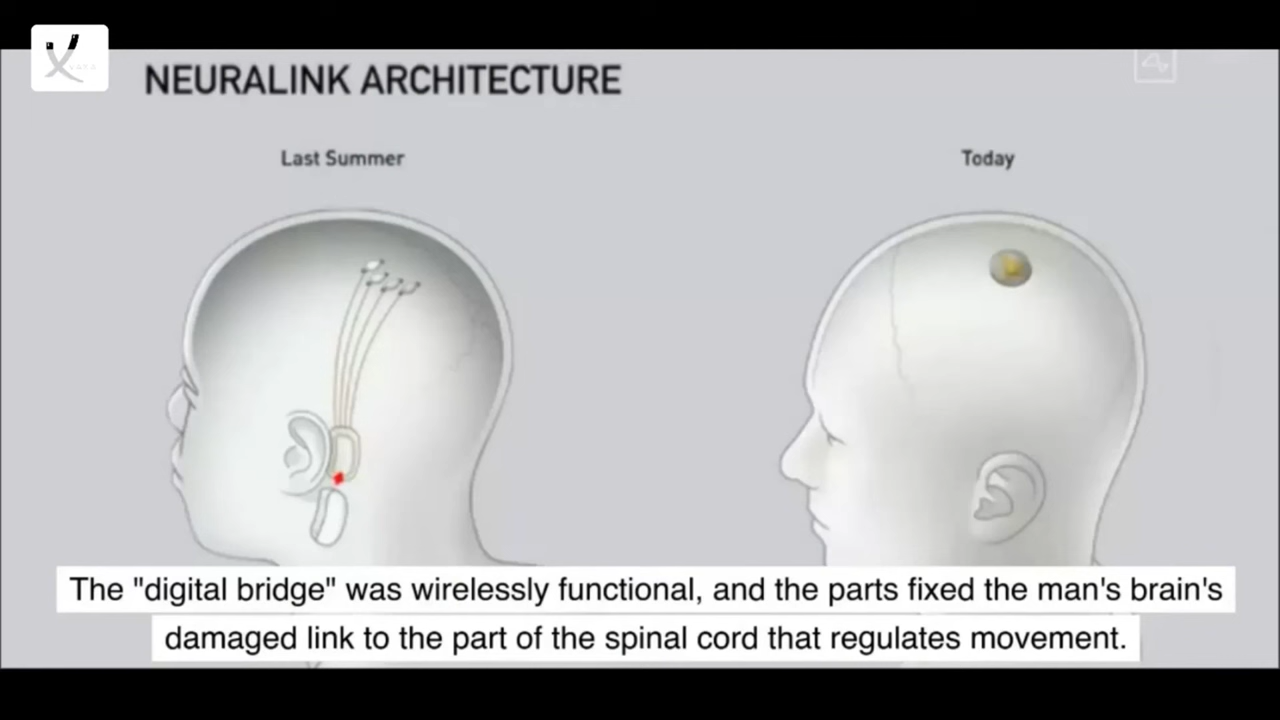 NEURALINK ARCHITECTURE
Last Summer
Today
The "digital bridge" was wirelessly functional, and the parts fixed the man's brain's
damaged link to the part of the spinal cord that regulates movement.